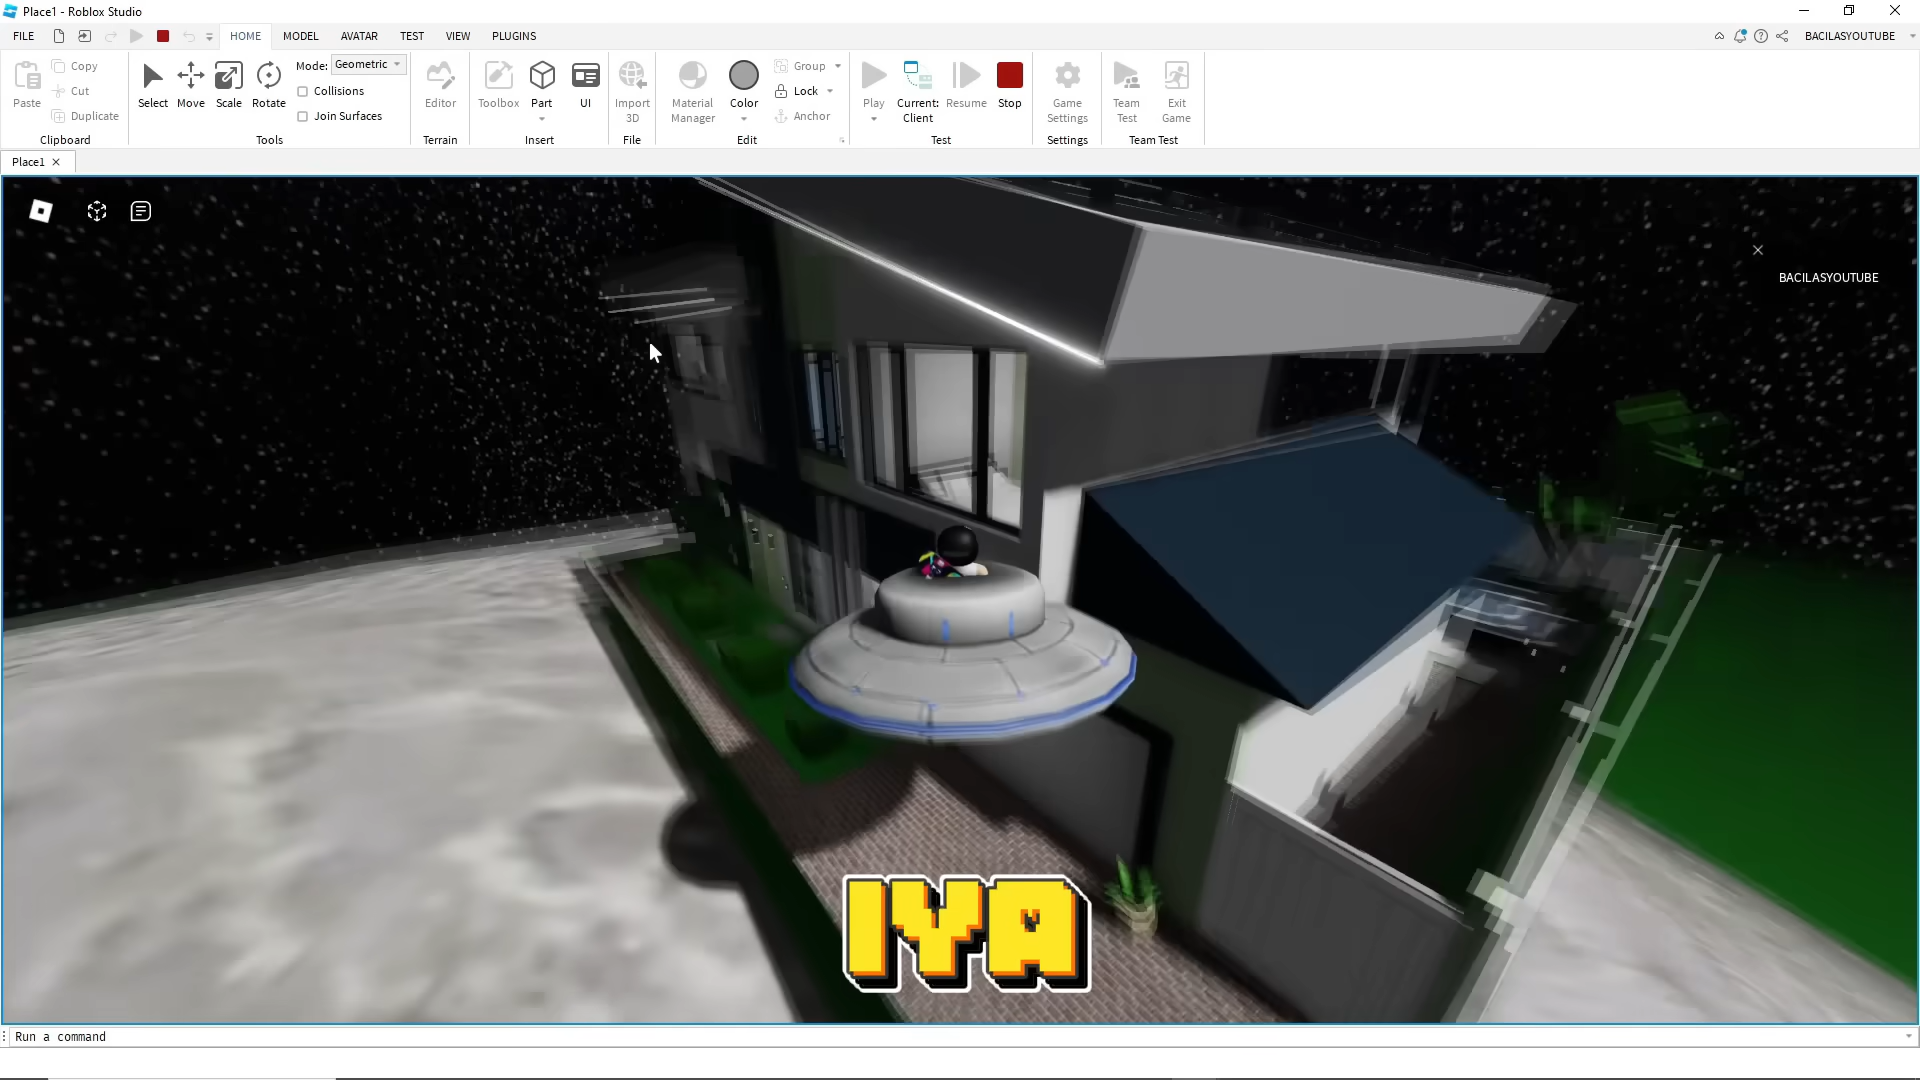 Place1 - Roblox Studio
FILE HOME MODEL AVATAR TEST VIEW PLUGINS BACILASYOUTUBE
Paste Copy Cut Duplicate
Clipboard
Select Move Scale Rotate Mode: Geometric
Collisions
Join Surfaces
Tools
Editor
Terrain
Toolbox Part UI
Insert
Import 3D
File
Material Manager Color Group Lock Anchor
Edit
Play Current: Client Resume Stop
Test
Game Settings
Settings
Team Test Exit Game
Team Test
Place1
BACILASYOUTUBE
IYA
Run a command